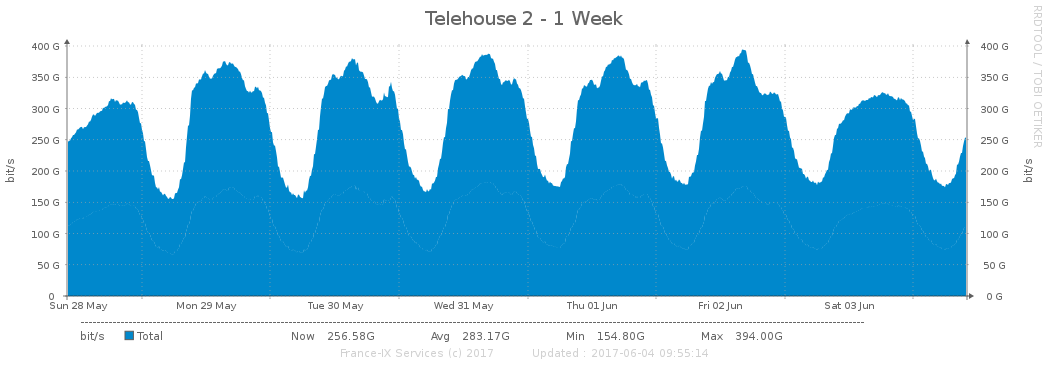 Telehouse 2 - 1 Week
RRDTOOL / TOBI OETIKER
400 G 400 G
350 G 350 G
300 G 300 G
250 G 250 G
200 G 200 G
150 G 150 G
100 G 100 G
50 G 50 G
0 0 G
bit/s
bit/s
Sun 28 May Mon 29 May Tue 30 May Wed 31 May Thu 01 Jun Fri 02 Jun Sat 03 Jun
bit/s Total Now 256.58G Avg 283.17G Min 154.80G Max 394.00G
France-IX Services (c) 2017 Updated : 2017-06-04 09:55:14